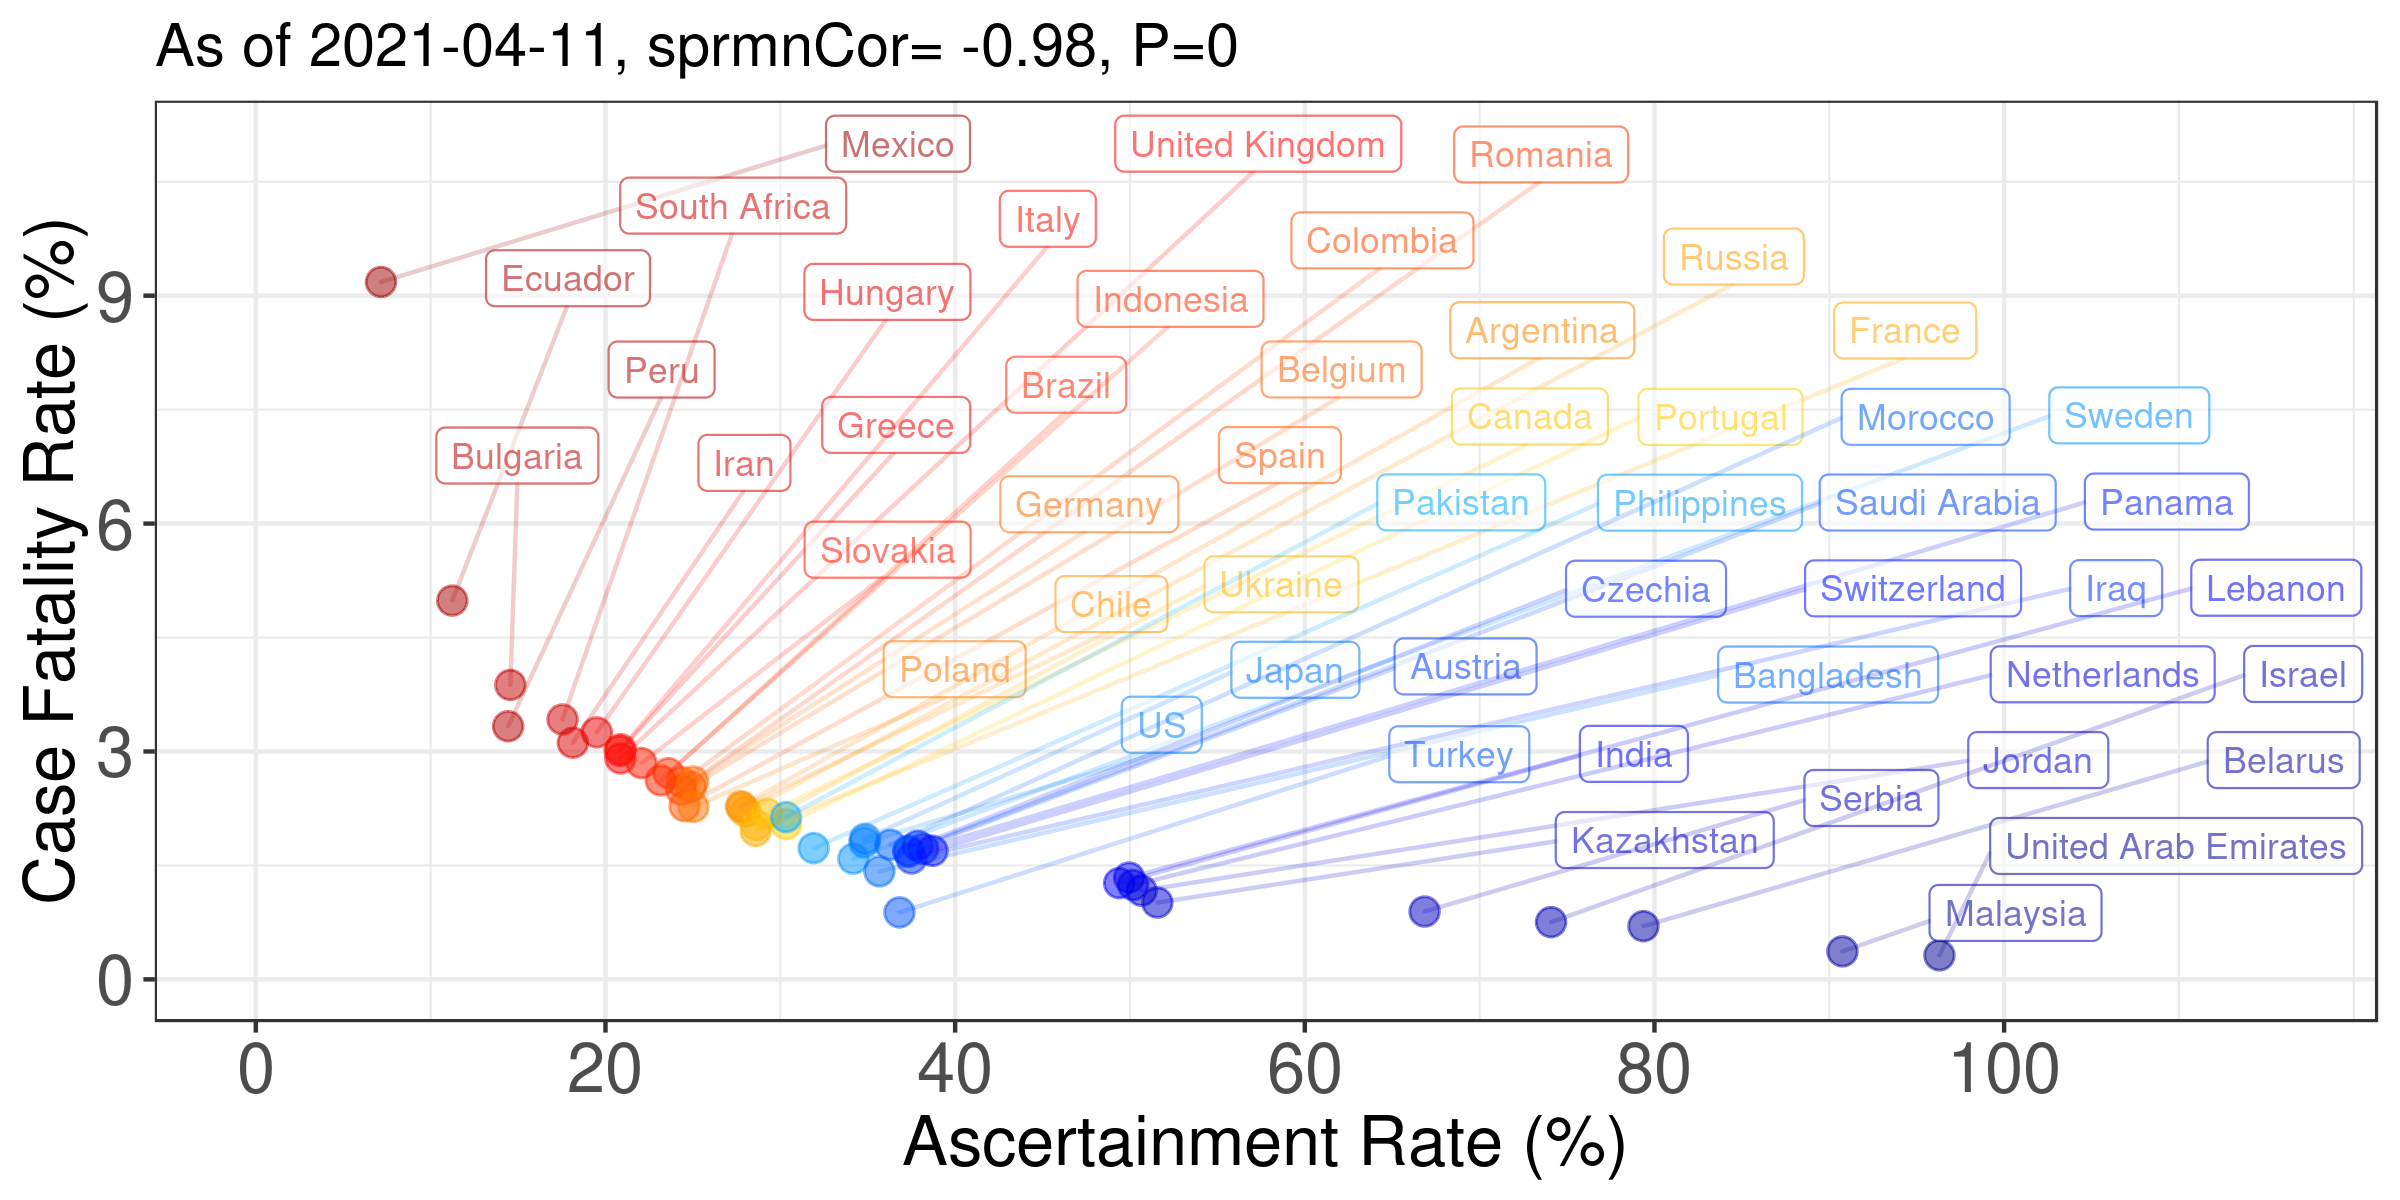 As of 2021-04-11, sprmnCor= -0.98, P=0
Case Fatality Rate (%)
9
6
3
0
Mexico
United Kingdom
Romania
South Africa
Italy
Colombia
Russia
Ecuador
Hungary
Indonesia
Argentina
France
Peru
Brazil
Belgium
Canada
Portugal
Morocco
Sweden
Bulgaria
Iran
Greece
Spain
Germany
Pakistan
Philippines
Saudi Arabia
Panama
Slovakia
Chile
Ukraine
Czechia
Switzerland
Iraq
Lebanon
Poland
Japan
Austria
Bangladesh
Netherlands
Israel
US
Turkey
India
Jordan
Belarus
Serbia
Kazakhstan
United Arab Emirates
Malaysia
0 20 40 60 80 100
Ascertainment Rate (%)